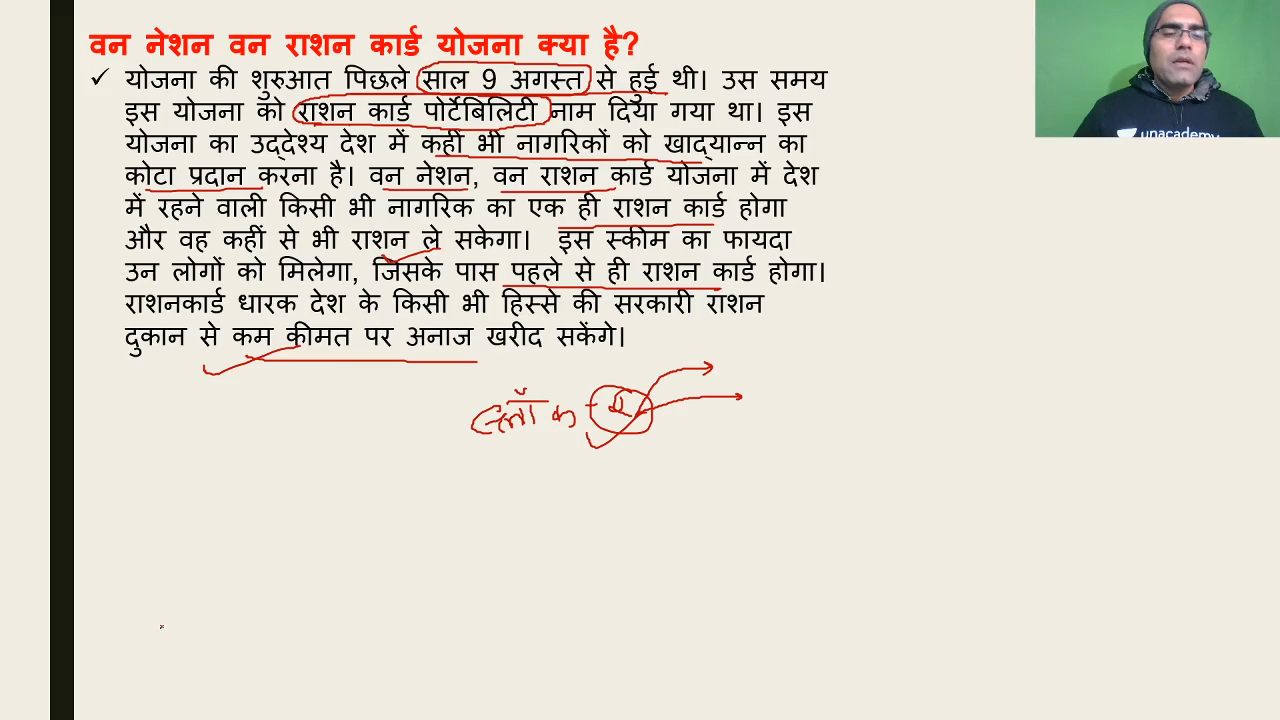 वन नेशन वन राशन कार्ड योजना क्या है?
✓ योजना की शुरुआत पिछले साल 9 अगस्त से हुई थी। उस समय
इस योजना को राशन कार्ड पोर्टेबिलिटी नाम दिया गया था। इस
योजना का उद्देश्य देश में कहीं भी नागरिकों को खाद्यान्न का
कोटा प्रदान करना है। वन नेशन, वन राशन कार्ड योजना में देश
में रहने वाली किसी भी नागरिक का एक ही राशन कार्ड होगा
और वह कहीं से भी राशन ले सकेगा। इस स्कीम का फायदा
उन लोगों को मिलेगा, जिसके पास पहले से ही राशन कार्ड होगा।
राशनकार्ड धारक देश के किसी भी हिस्से की सरकारी राशन
दुकान से कम कीमत पर अनाज खरीद सकेंगे।
unacademy